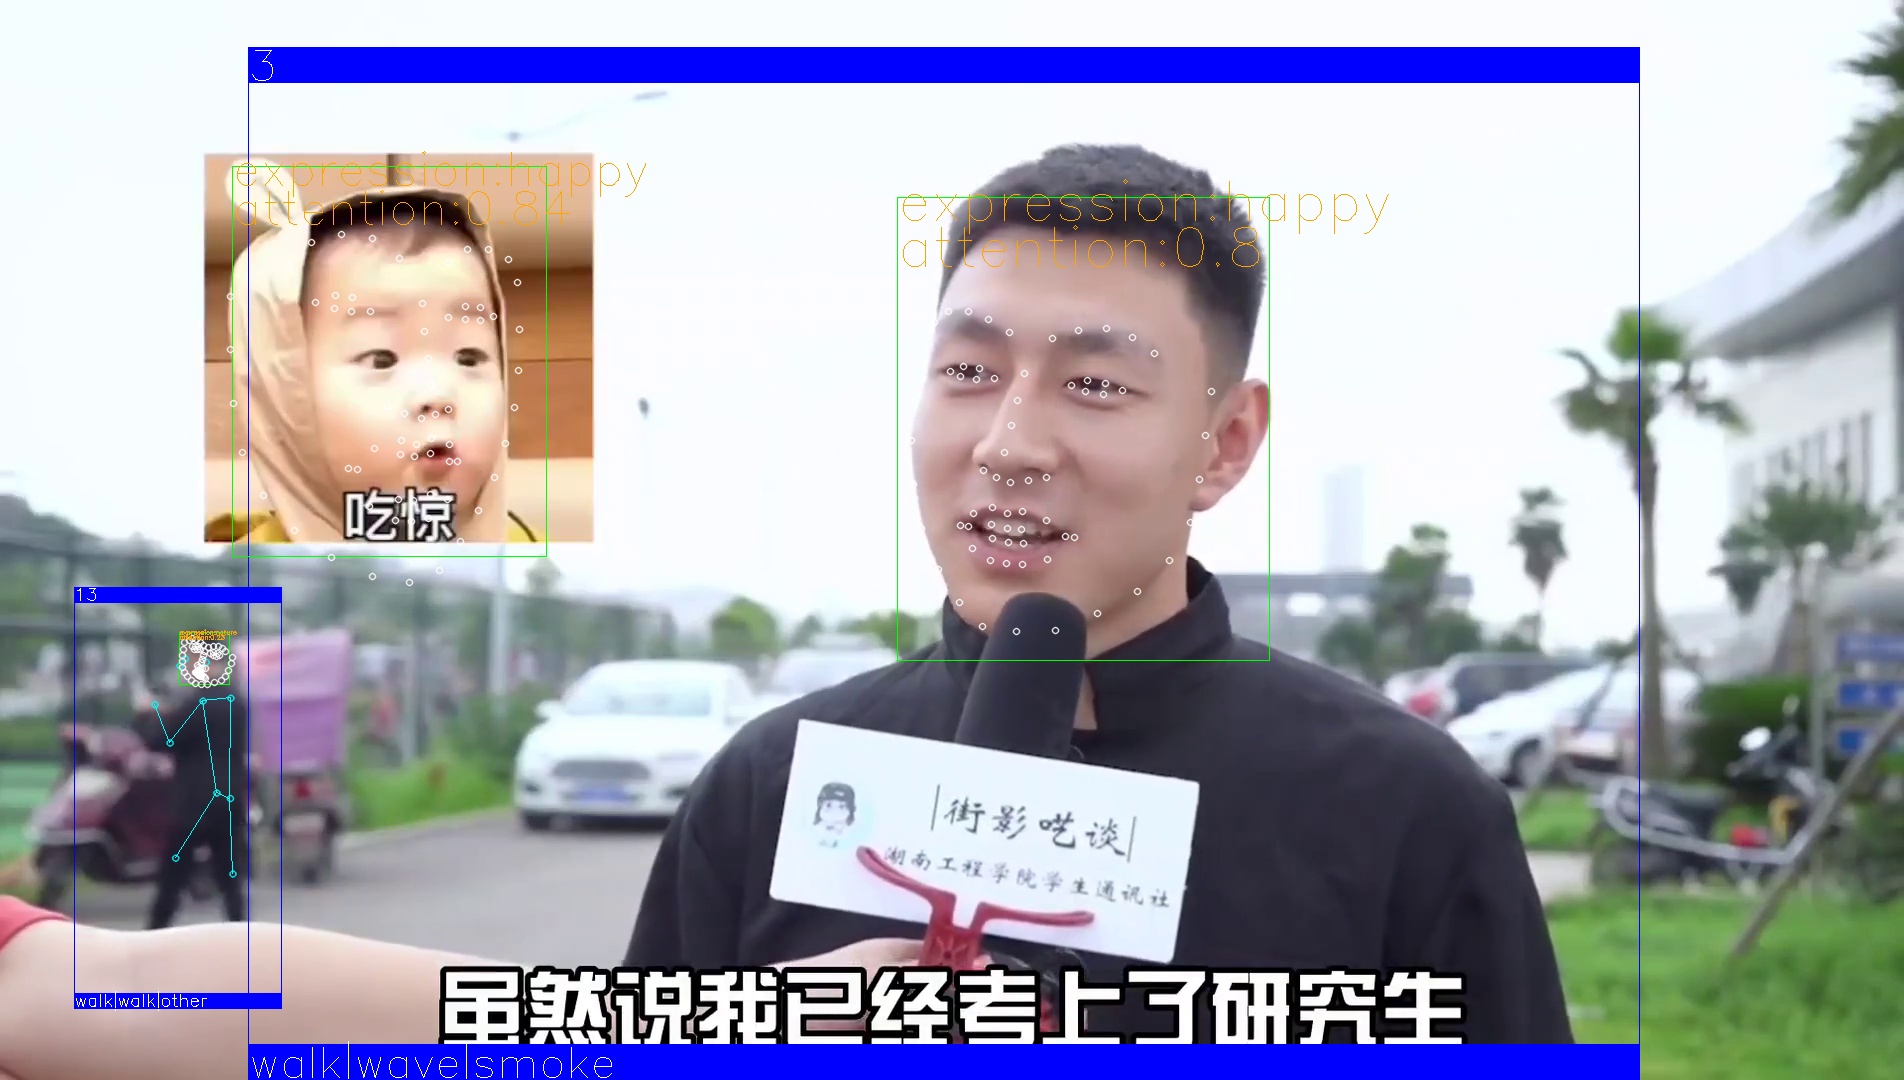 3
expression:happy
attention:0.84
expression:happy
attention:0.8
吃惊
13
walk|walk|other
|街影呓谈|
湖南工程学院学生通讯社
虽然说我已经考上了研究生
walk|wave|smoke